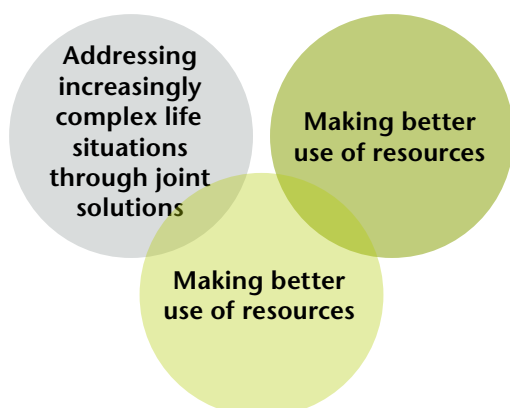 Addressing
increasingly
complex life
situations
through joint
solutions
Making better
use of resources
Making better
use of resources